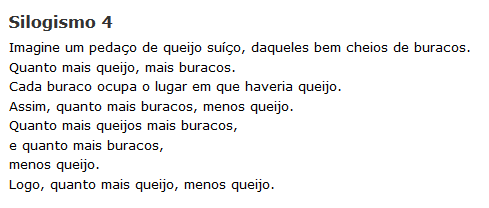 Silogismo 4
Imagine um pedaço de queijo suíço, daqueles bem cheios de buracos.
Quanto mais queijo, mais buracos.
Cada buraco ocupa o lugar em que haveria queijo.
Assim, quanto mais buracos, menos queijo.
Quanto mais queijos mais buracos,
e quanto mais buracos,
menos queijo.
Logo, quanto mais queijo, menos queijo.